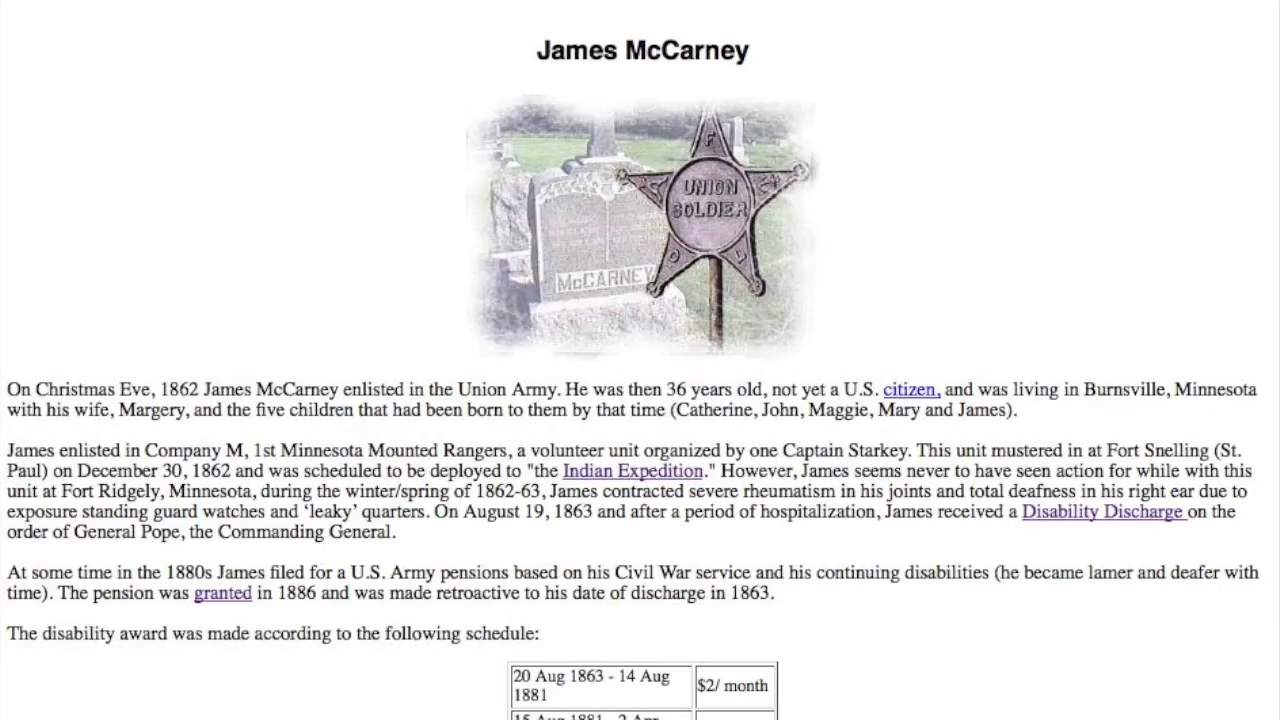 James McCarney
F
UNION
SOLDIER
McCARNEY
On Christmas Eve, 1862 James McCarney enlisted in the Union Army. He was then 36 years old, not yet a U.S. citizen, and was living in Burnsville, Minnesota
with his wife, Margery, and the five children that had been born to them by that time (Catherine, John, Maggie, Mary and James).
James enlisted in Company M, 1st Minnesota Mounted Rangers, a volunteer unit organized by one Captain Starkey. This unit mustered in at Fort Snelling (St.
Paul) on December 30, 1862 and was scheduled to be deployed to "the Indian Expedition." However, James seems never to have seen action for while with this
unit at Fort Ridgely, Minnesota, during the winter/spring of 1862-63, James contracted severe rheumatism in his joints and total deafness in his right ear due to
exposure standing guard watches and ‘leaky’ quarters. On August 19, 1863 and after a period of hospitalization, James received a Disability Discharge on the
order of General Pope, the Commanding General.
At some time in the 1880s James filed for a U.S. Army pensions based on his Civil War service and his continuing disabilities (he became lamer and deafer with
time). The pension was granted in 1886 and was made retroactive to his date of discharge in 1863.
The disability award was made according to the following schedule:
20 Aug 1863 - 14 Aug
1881
$2/ month
15 Aug 1881 - 2 Apr